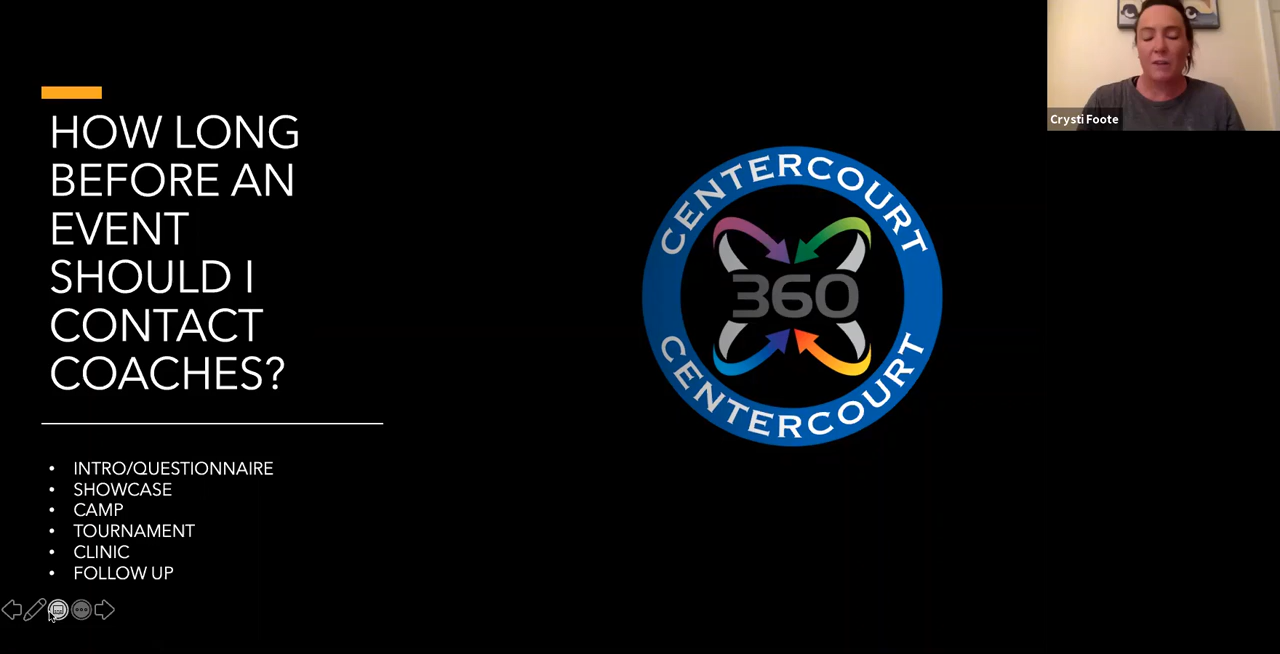 HOW LONG
BEFORE AN
EVENT
SHOULD I
CONTACT
COACHES?
• INTRO/QUESTIONNAIRE
• SHOWCASE
• CAMP
• TOURNAMENT
• CLINIC
• FOLLOW UP
CENTERCOURT
360
CENTERCOURT
Crysti Foote